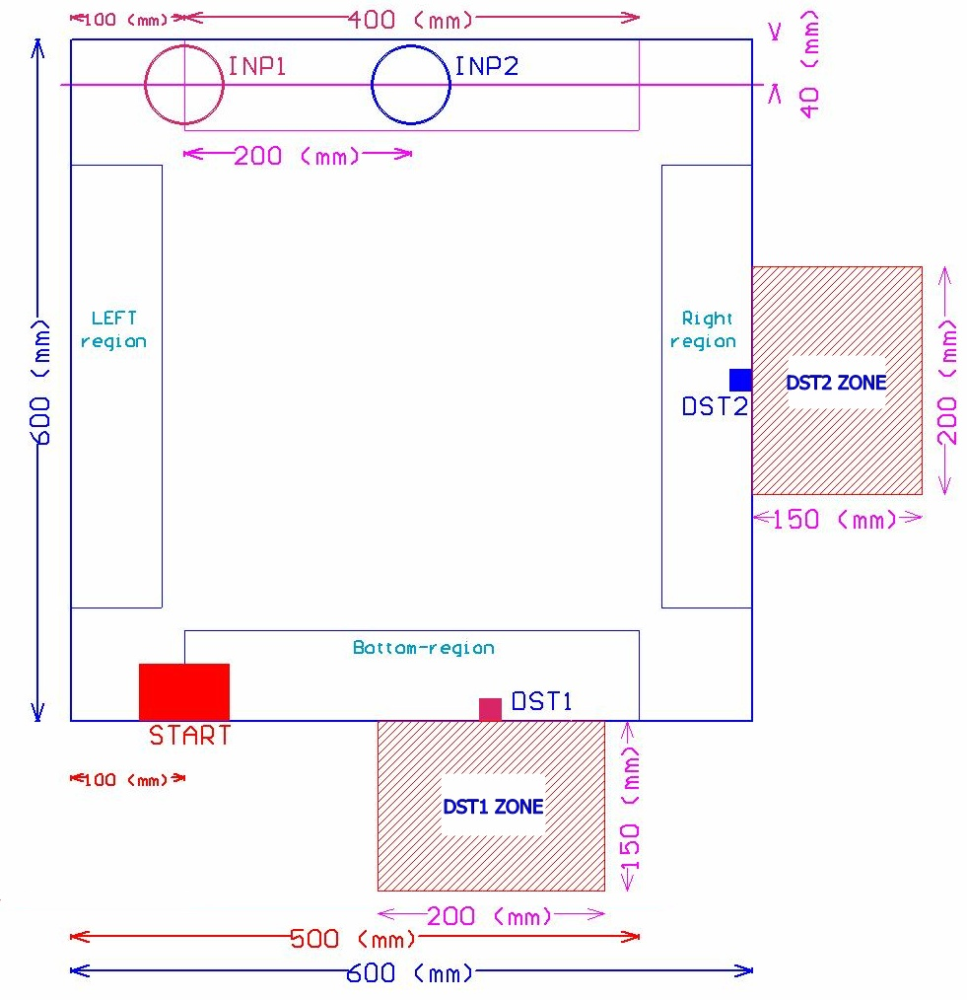 100 (mm)
400 (mm)
40 (mm)
INP1
INP2
200 (mm)
600 (mm)
LEFT
region
Right
region
DST2
DST2 ZONE
200 (mm)
150 (mm)
Bottom-region
START
DST1
100 (mm)
DST1 ZONE
150 (mm)
200 (mm)
500 (mm)
600 (mm)